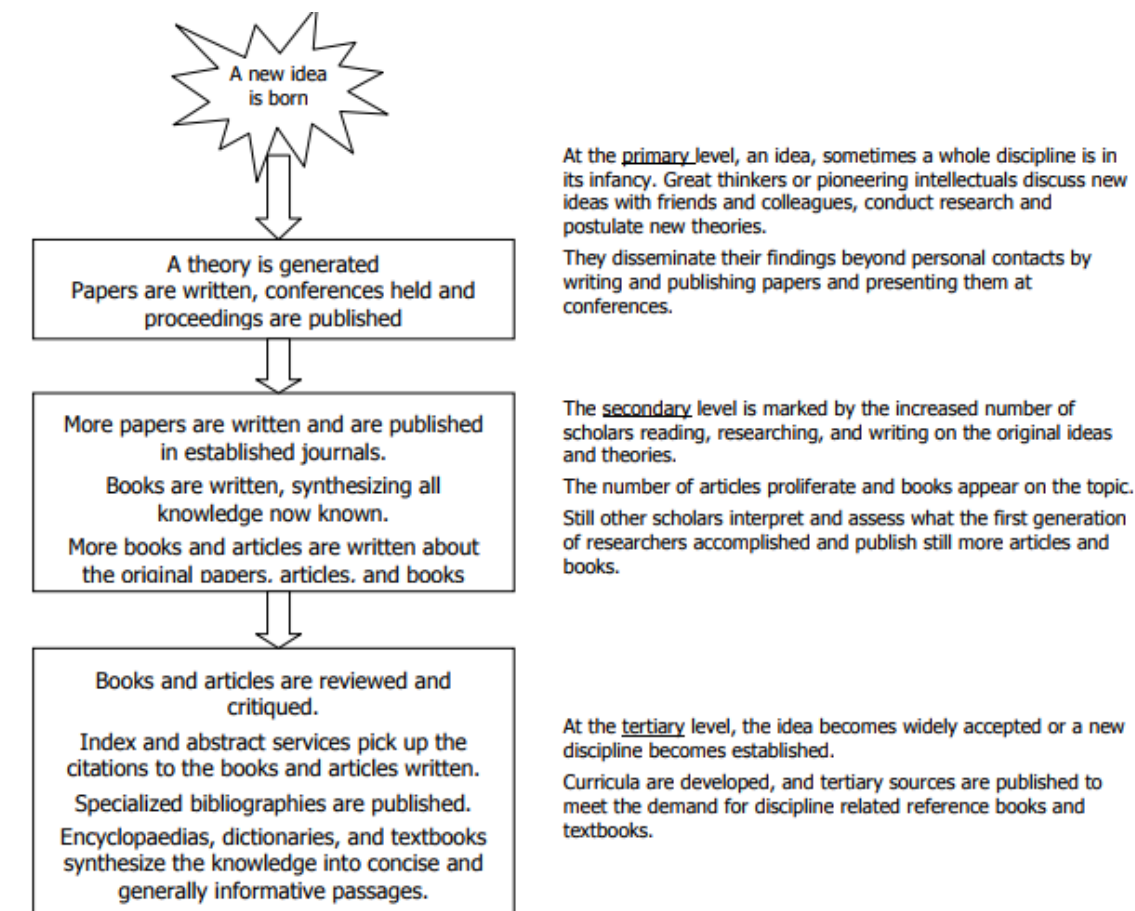 A new idea
is born
At the primary level, an idea, sometimes a whole discipline is in
its infancy. Great thinkers or pioneering intellectuals discuss new
ideas with friends and colleagues, conduct research and
postulate new theories.
They disseminate their findings beyond personal contacts by
writing and publishing papers and presenting them at
conferences.
A theory is generated
Papers are written, conferences held and
proceedings are published
More papers are written and are published
in established journals.
Books are written, synthesizing all
knowledge now known.
More books and articles are written about
the original papers, articles, and books
The secondary level is marked by the increased number of
scholars reading, researching, and writing on the original ideas
and theories.
The number of articles proliferate and books appear on the topic.
Still other scholars interpret and assess what the first generation
of researchers accomplished and publish still more articles and
books.
Books and articles are reviewed and
critiqued.
Index and abstract services pick up the
citations to the books and articles written.
Specialized bibliographies are published.
Encyclopaedias, dictionaries, and textbooks
synthesize the knowledge into concise and
generally informative passages.
At the tertiary level, the idea becomes widely accepted or a new
discipline becomes established.
Curricula are developed, and tertiary sources are published to
meet the demand for discipline related reference books and
textbooks.